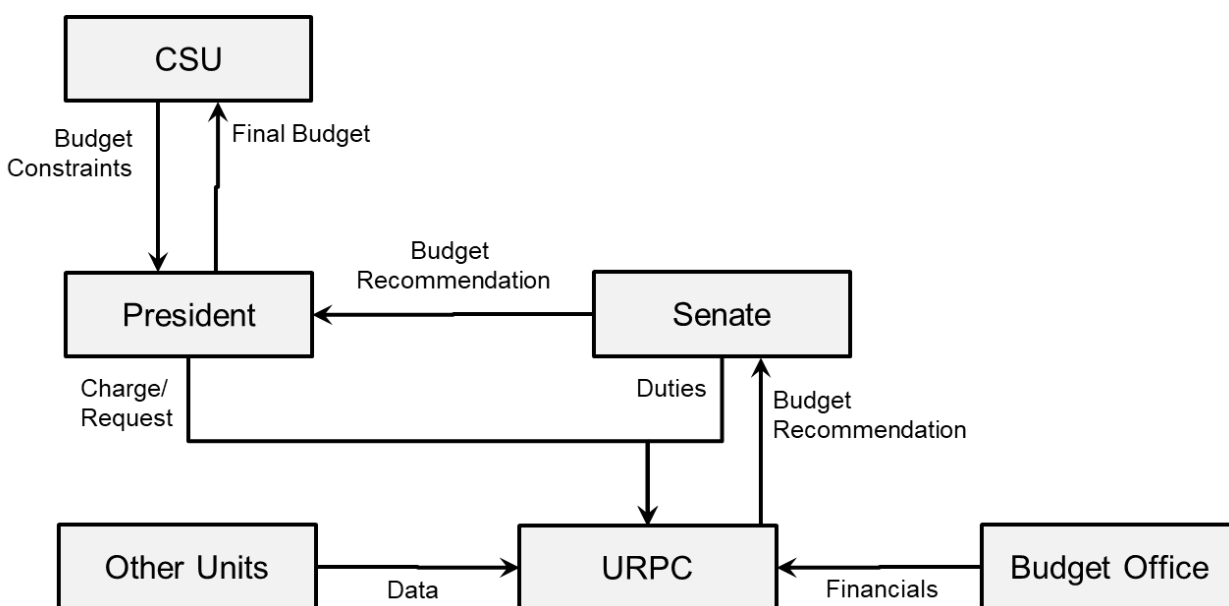 CSU
Budget
Constraints
Final Budget
Budget
Recommendation
President
Senate
Charge/
Request
Duties
Budget
Recommendation
Other Units
Data
URPC
Financials
Budget Office